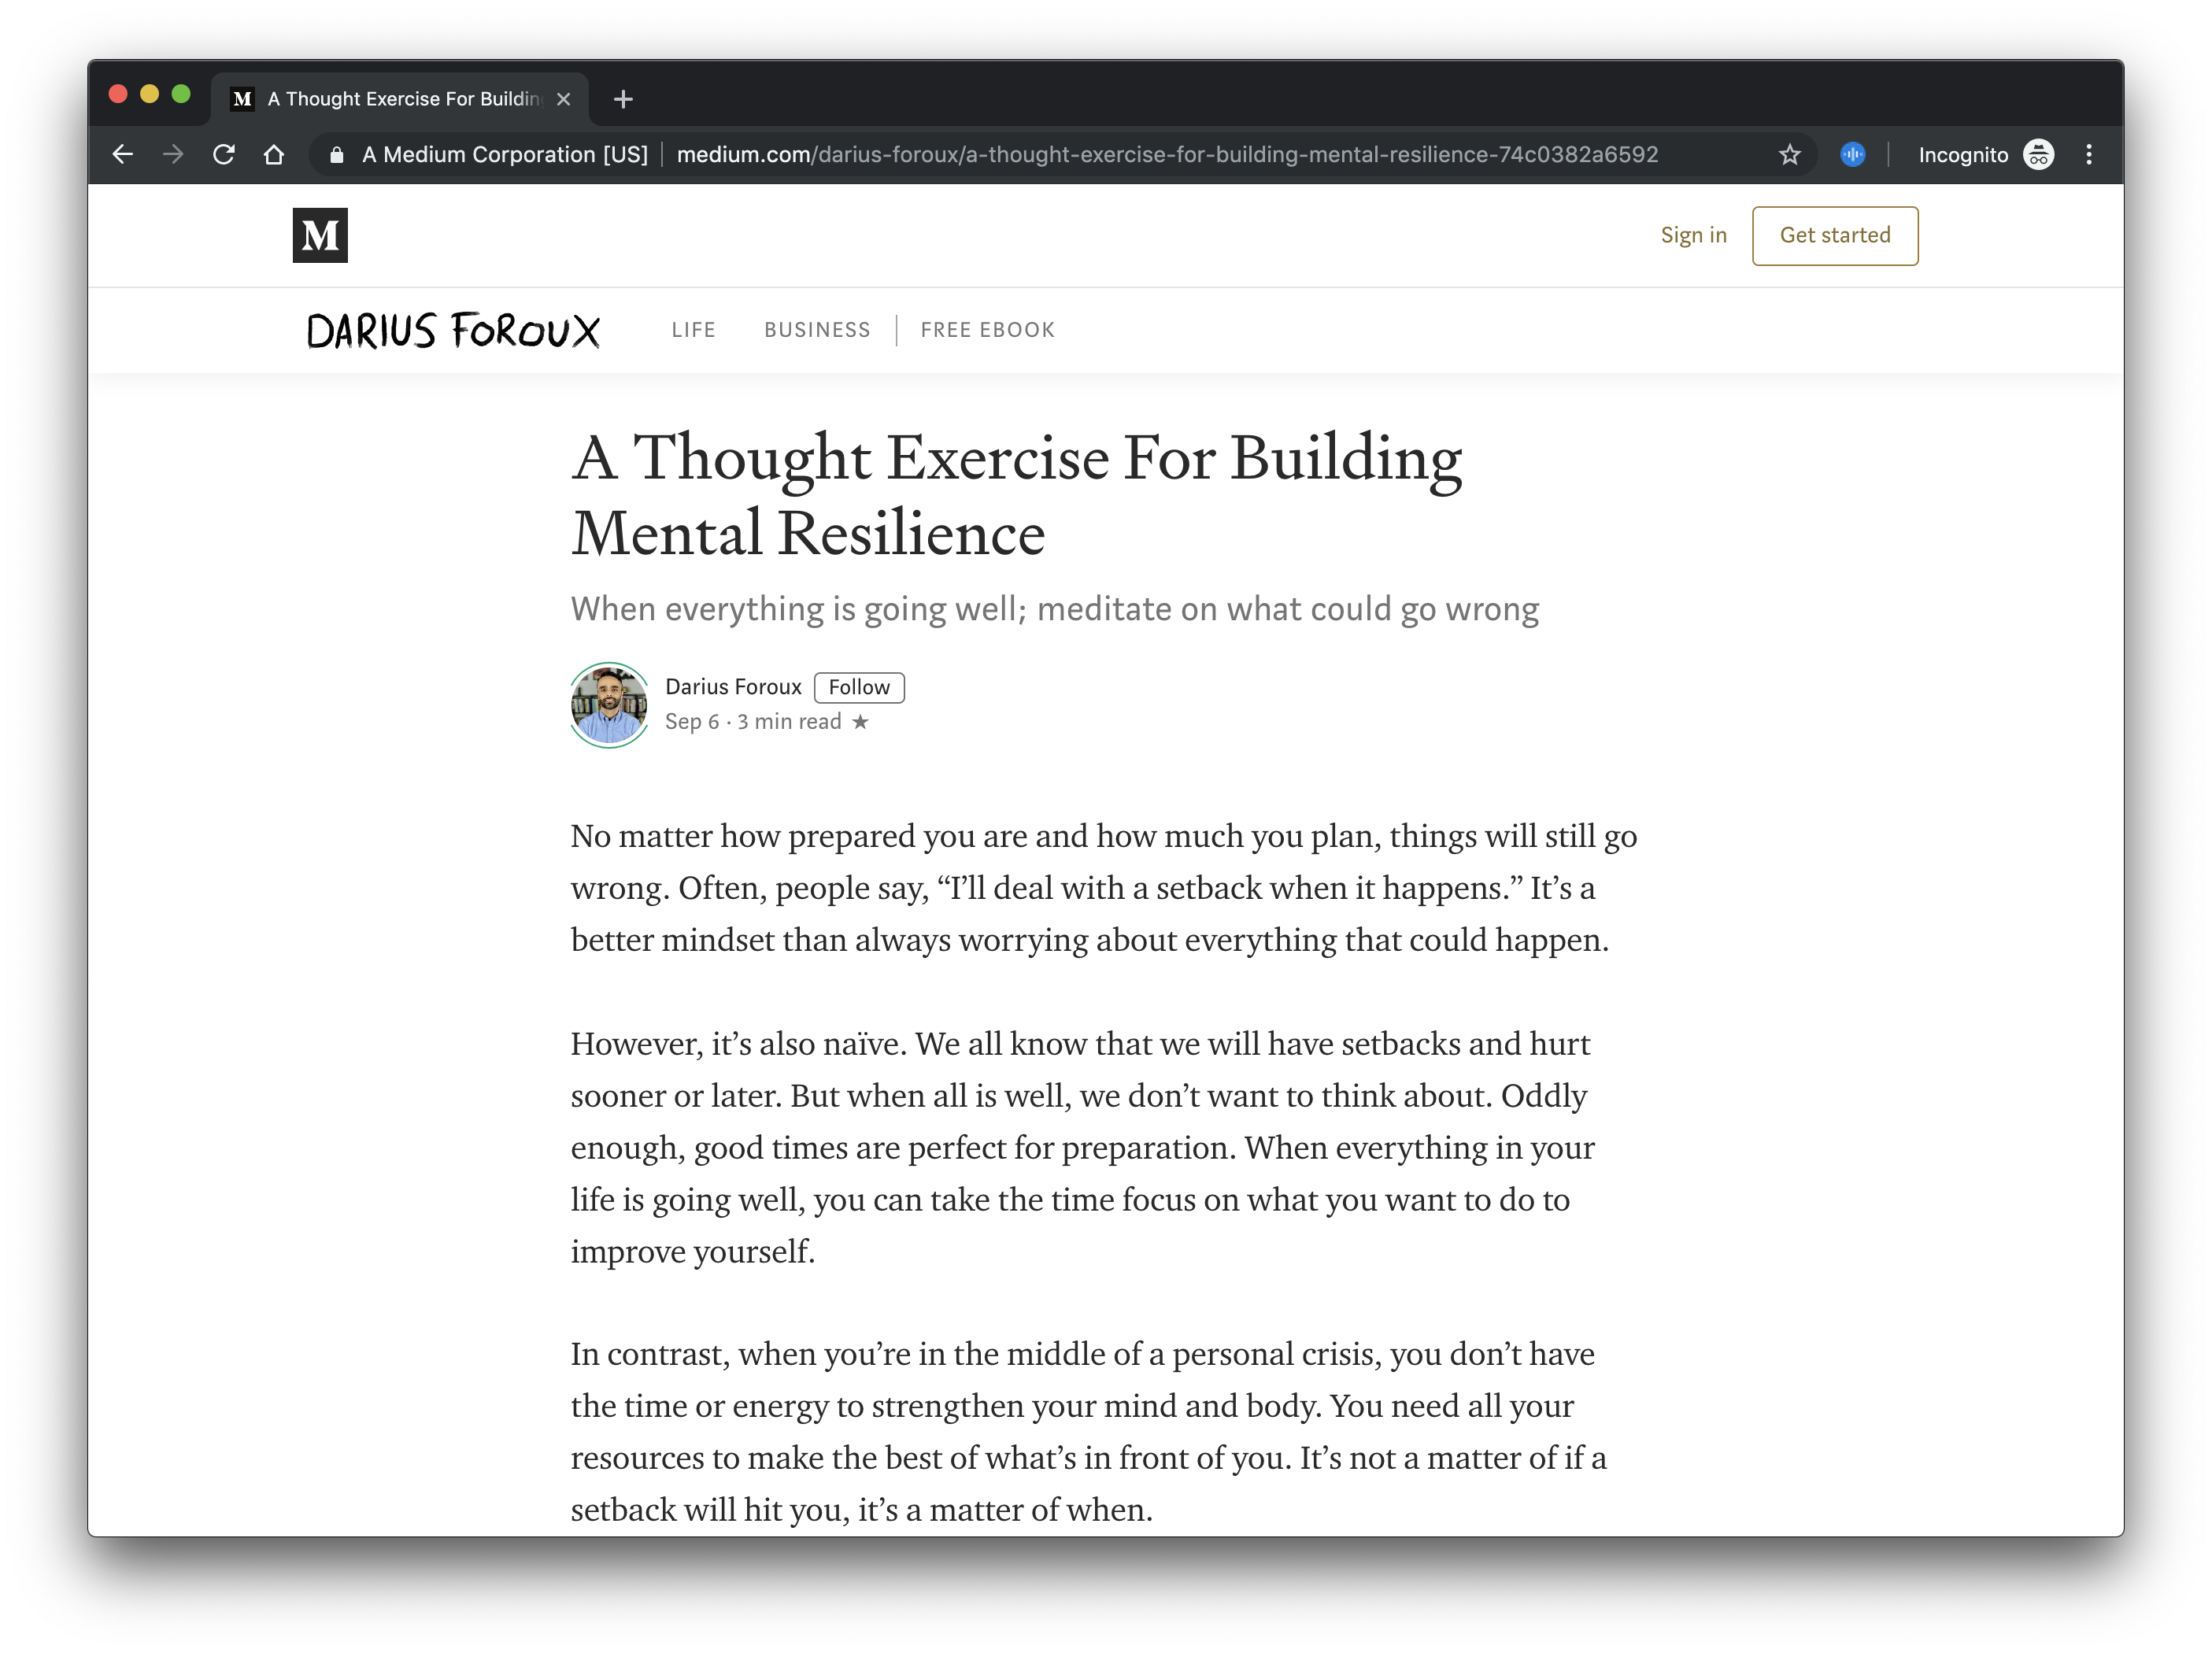 M A Thought Exercise For Buildin
A Medium Corporation [US] | medium.com/darius-foroux/a-thought-exercise-for-building-mental-resilience-74c0382a6592 Incognito
M Sign in Get started
DARIUS FOROUX LIFE BUSINESS FREE EBOOK
A Thought Exercise For Building
Mental Resilience
When everything is going well; meditate on what could go wrong
Darius Foroux Follow
Sep 6 · 3 min read ★
No matter how prepared you are and how much you plan, things will still go
wrong. Often, people say, “I’ll deal with a setback when it happens.” It’s a
better mindset than always worrying about everything that could happen.
However, it’s also naïve. We all know that we will have setbacks and hurt
sooner or later. But when all is well, we don’t want to think about. Oddly
enough, good times are perfect for preparation. When everything in your
life is going well, you can take the time focus on what you want to do to
improve yourself.
In contrast, when you’re in the middle of a personal crisis, you don’t have
the time or energy to strengthen your mind and body. You need all your
resources to make the best of what’s in front of you. It’s not a matter of if a
setback will hit you, it’s a matter of when.